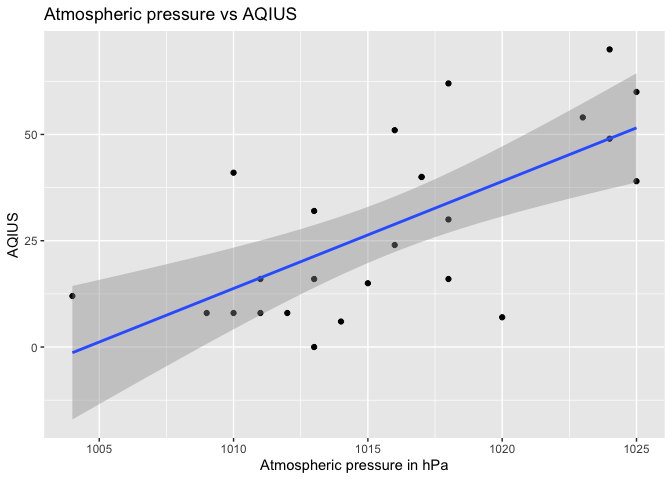 Atmospheric pressure vs AQIUS
AQIUS
50
25
0
1005 1010 1015 1020 1025
Atmospheric pressure in hPa